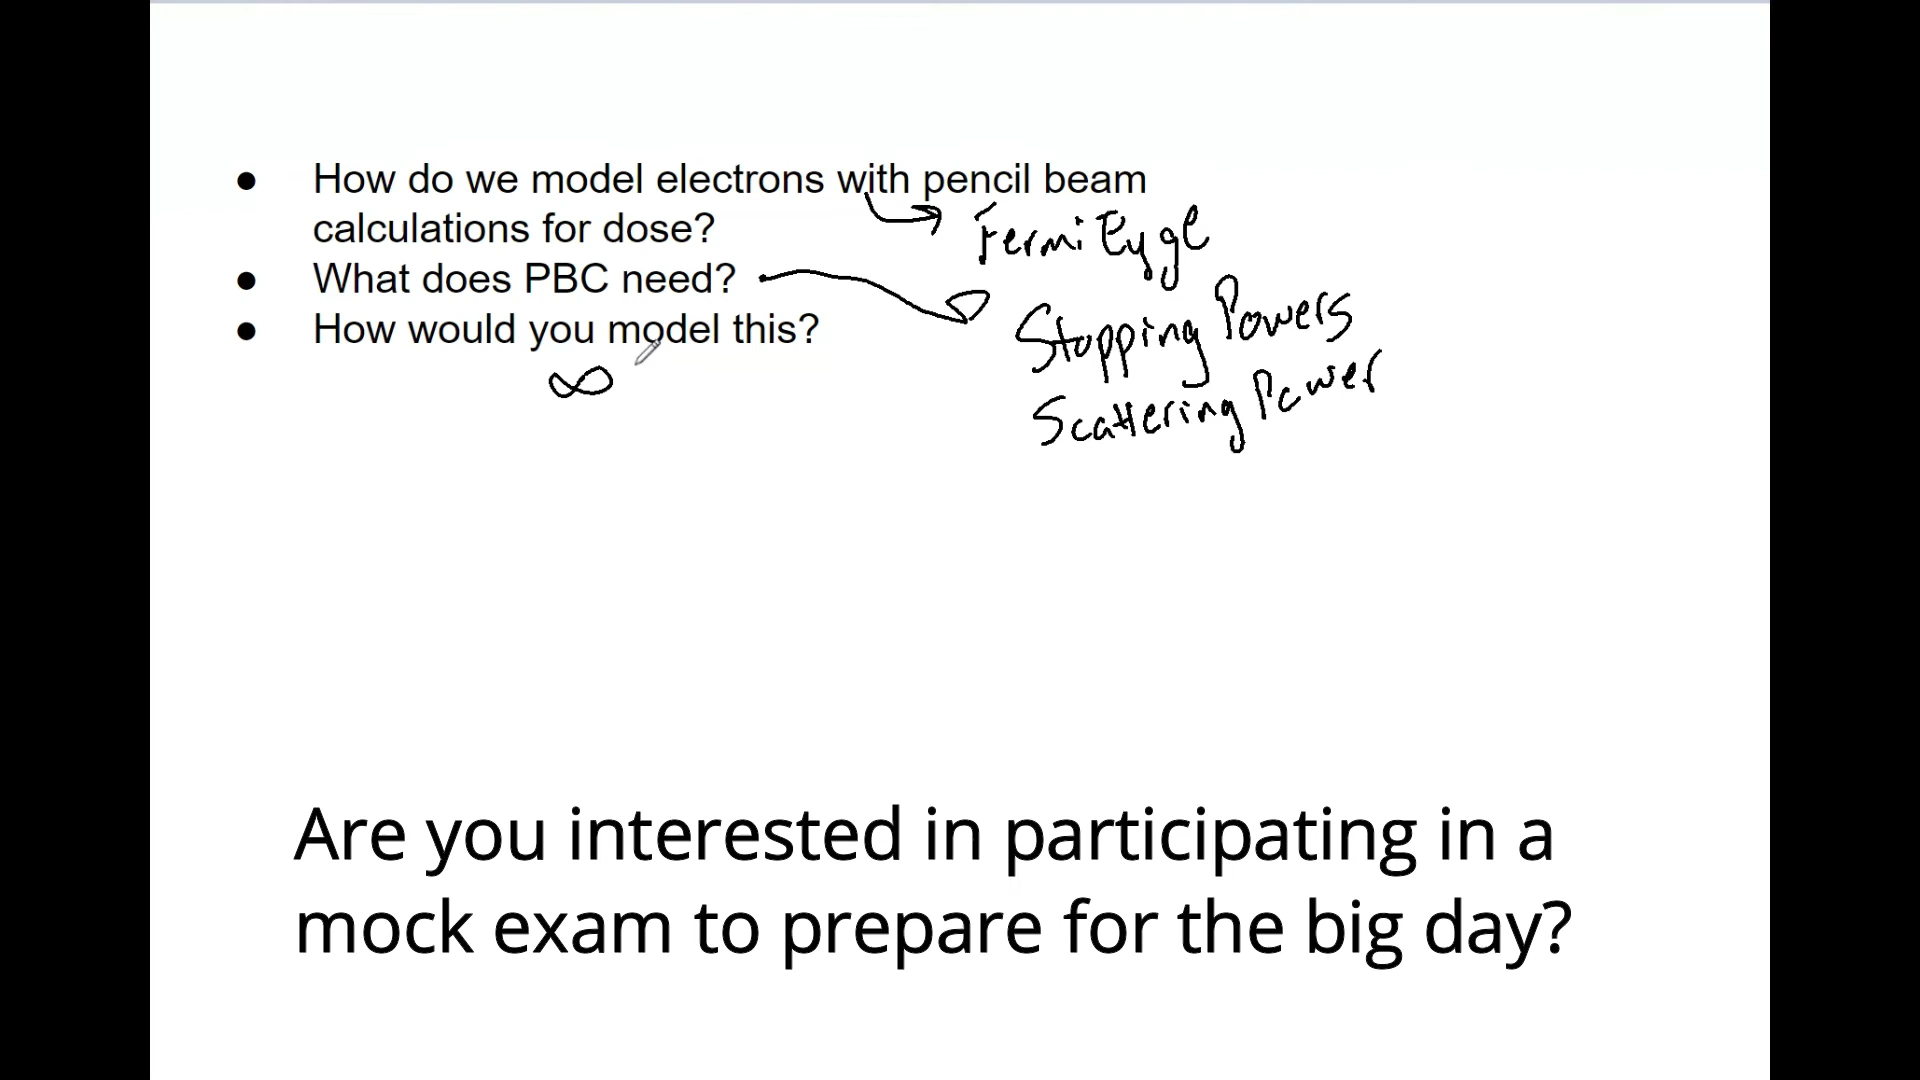 ● How do we model electrons with pencil beam
calculations for dose?
Fermi Eyge
● What does PBC need?
Stopping Powers
● How would you model this?
Scattering Power
∞
Are you interested in participating in a
mock exam to prepare for the big day?